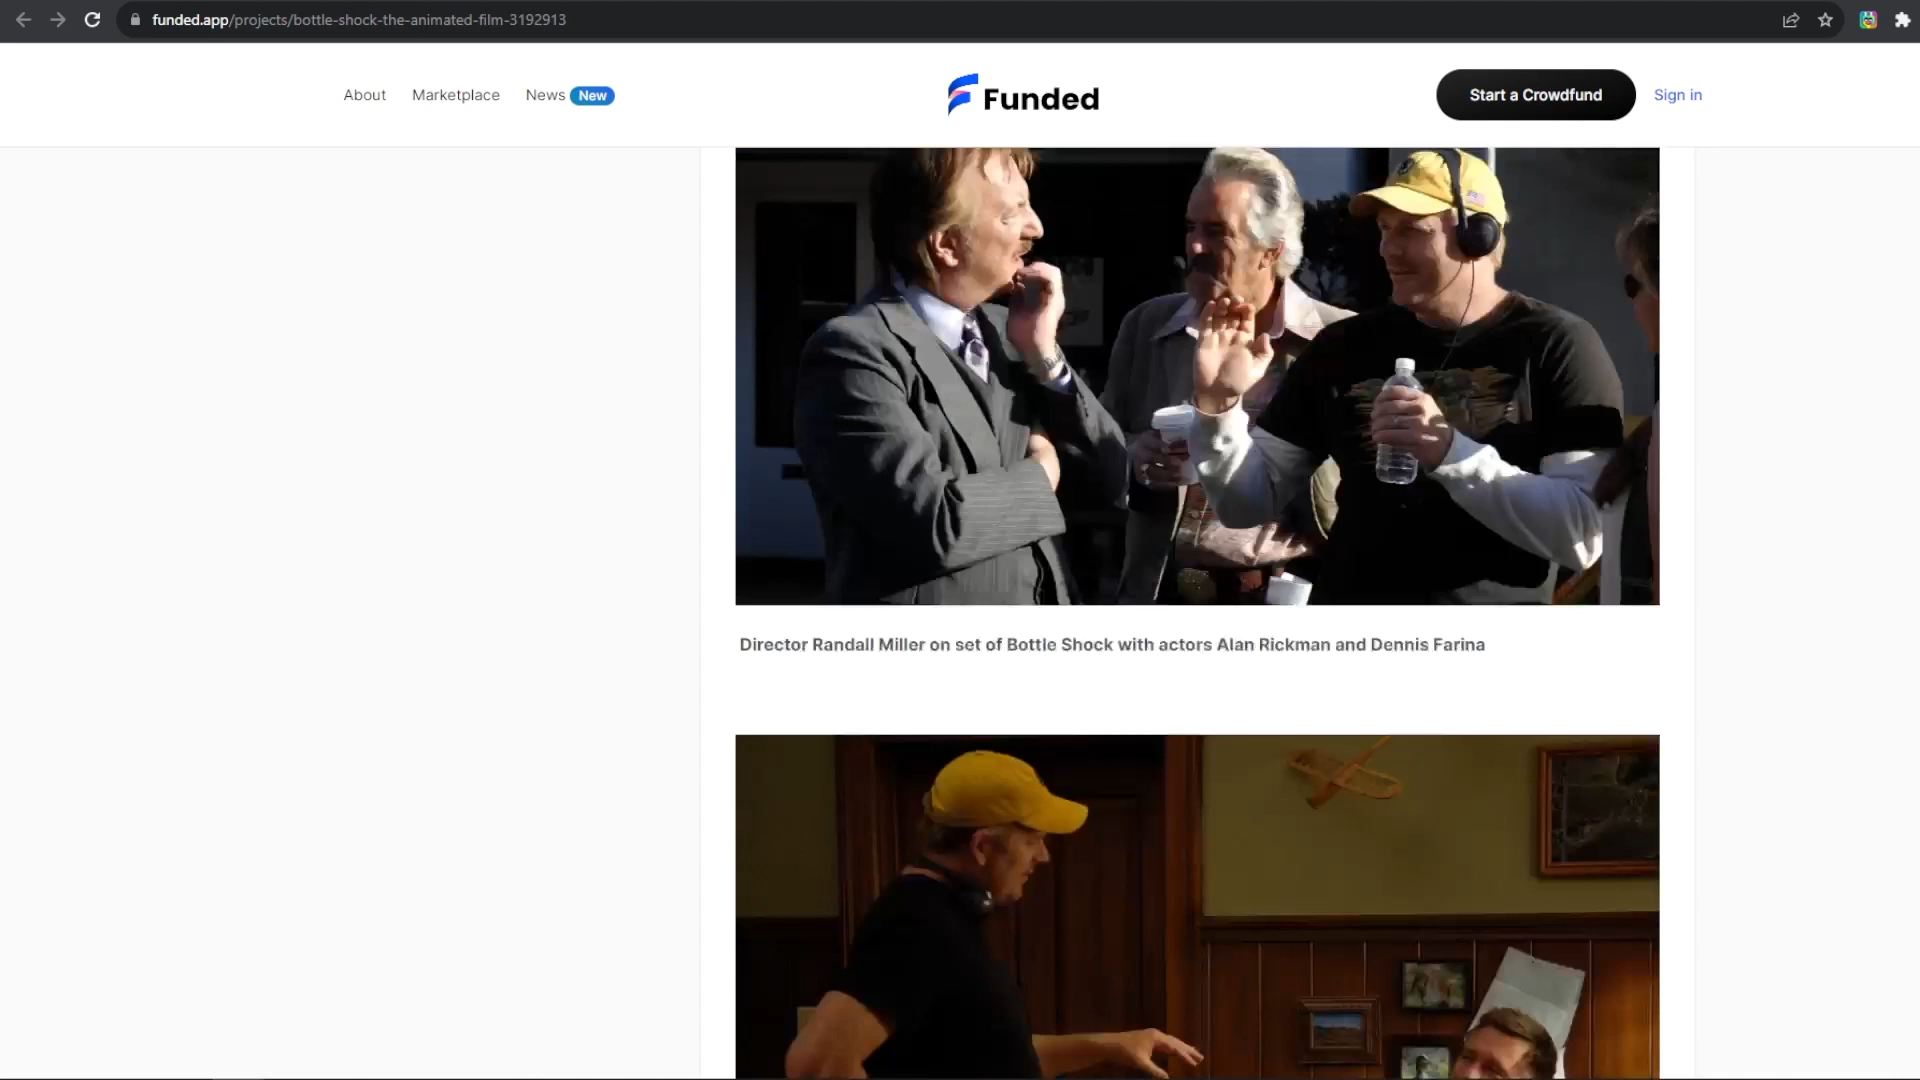 funded.app/projects/bottle-shock-the-animated-film-3192913
About Marketplace News New Funded Start a Crowdfund Sign in
Director Randall Miller on set of Bottle Shock with actors Alan Rickman and Dennis Farina